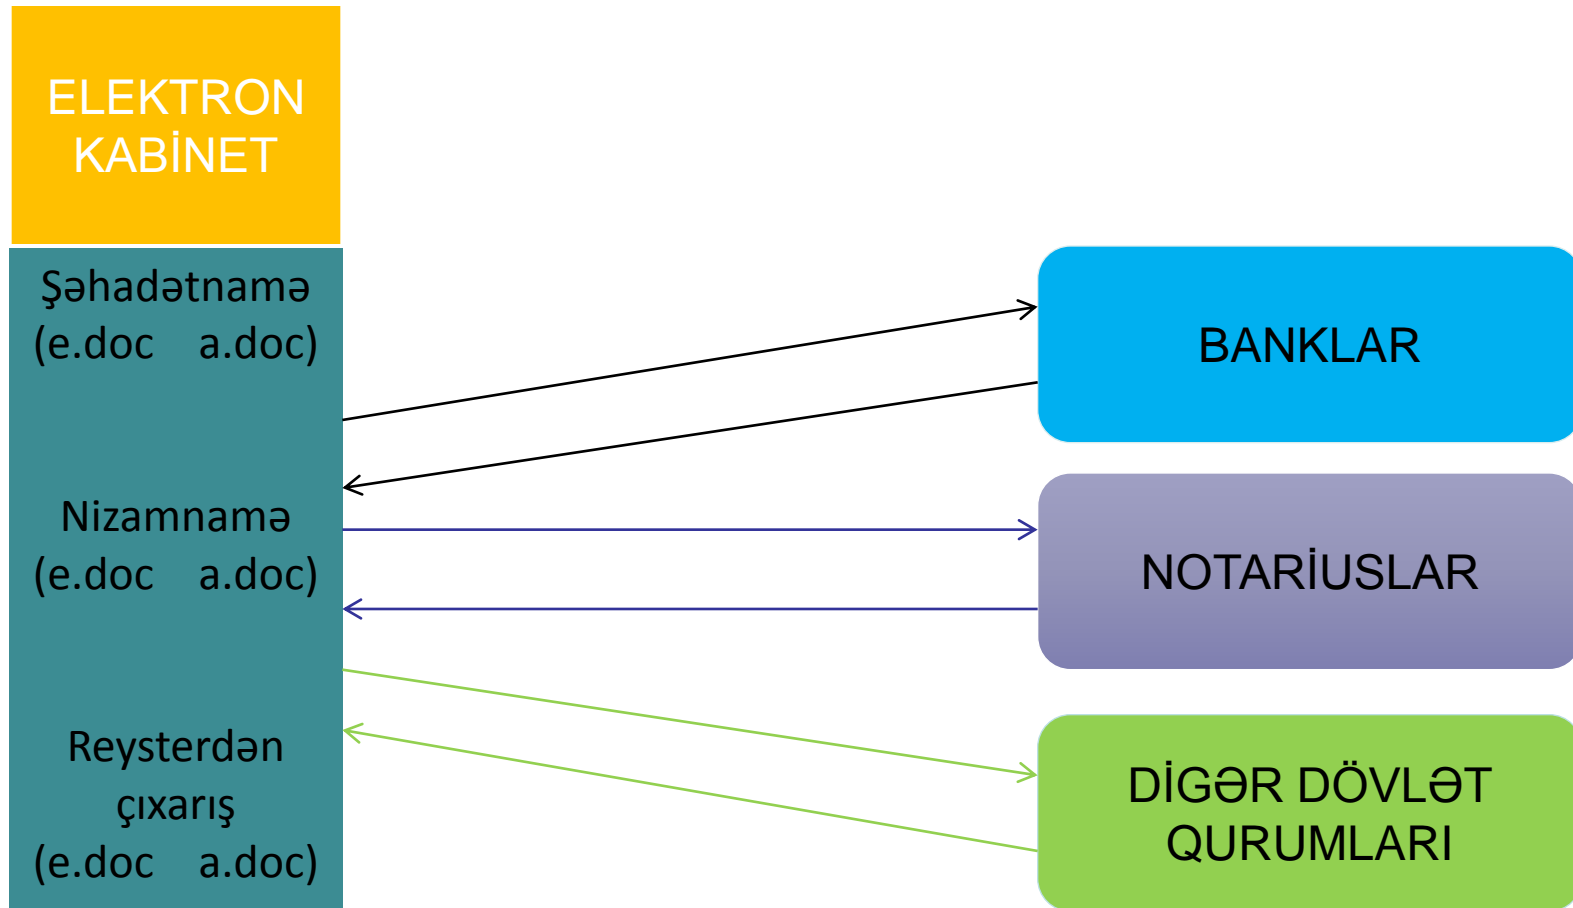 ELEKTRON
KABİNET
Şəhadətnamə
(e.doc a.doc)
Nizamnamə
(e.doc a.doc)
Reysterdən
çıxarış
(e.doc a.doc)
BANKLAR
NOTARİUSLAR
DİGƏR DÖVLƏT
QURUMLARI